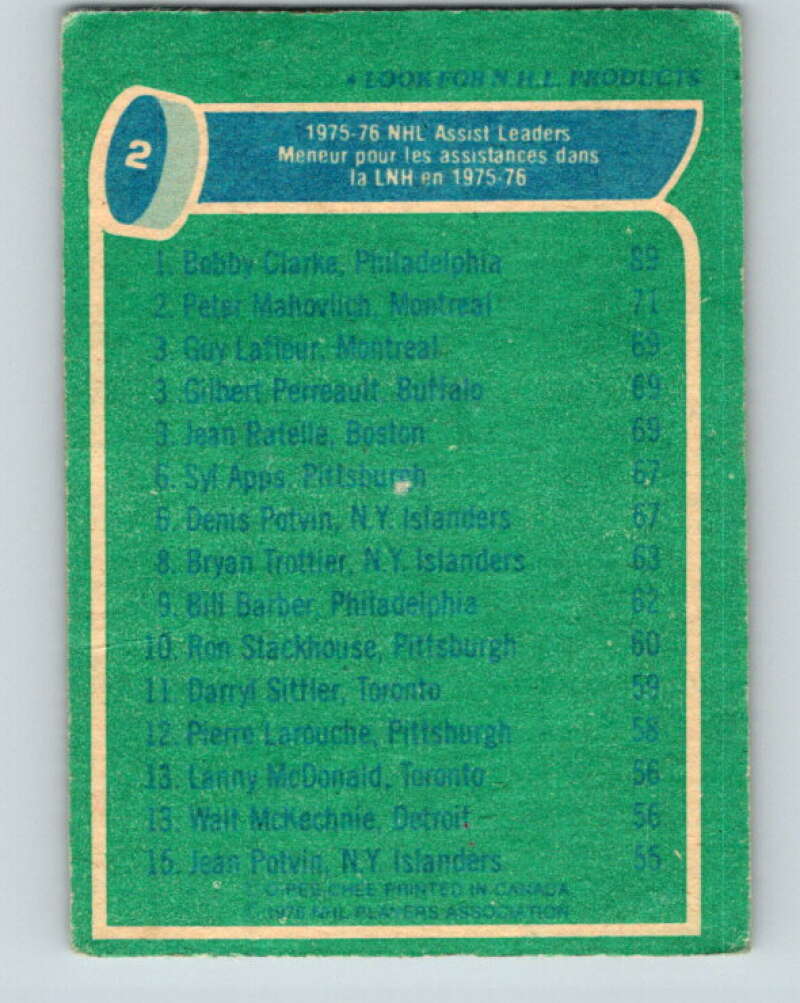 • LOOK FOR N.H.L. PRODUCTS
2
1975-76 NHL Assist Leaders
Meneur pour les assistances dans
la LNH en 1975-76
1. Bobby Clarke, Philadelphia 89
2. Peter Mahovlich, Montreal 71
3. Guy Lafleur, Montreal 69
3. Gilbert Perreault, Buffalo 69
3. Jean Ratelle, Boston 69
6. Syl Apps, Pittsburgh 67
6. Denis Potvin, N.Y. Islanders 67
8. Bryan Trottier, N.Y. Islanders 63
9. Bill Barber, Philadelphia 62
10. Ron Stackhouse, Pittsburgh 60
11. Darryl Sittler, Toronto 59
12. Pierre Larouche, Pittsburgh 58
13. Lanny McDonald, Toronto 56
13. Walt McKechnie, Detroit 56
15. Jean Potvin, N.Y. Islanders 55
O-PEE-CHEE PRINTED IN CANADA
© 1976 NHL PLAYERS ASSOCIATION